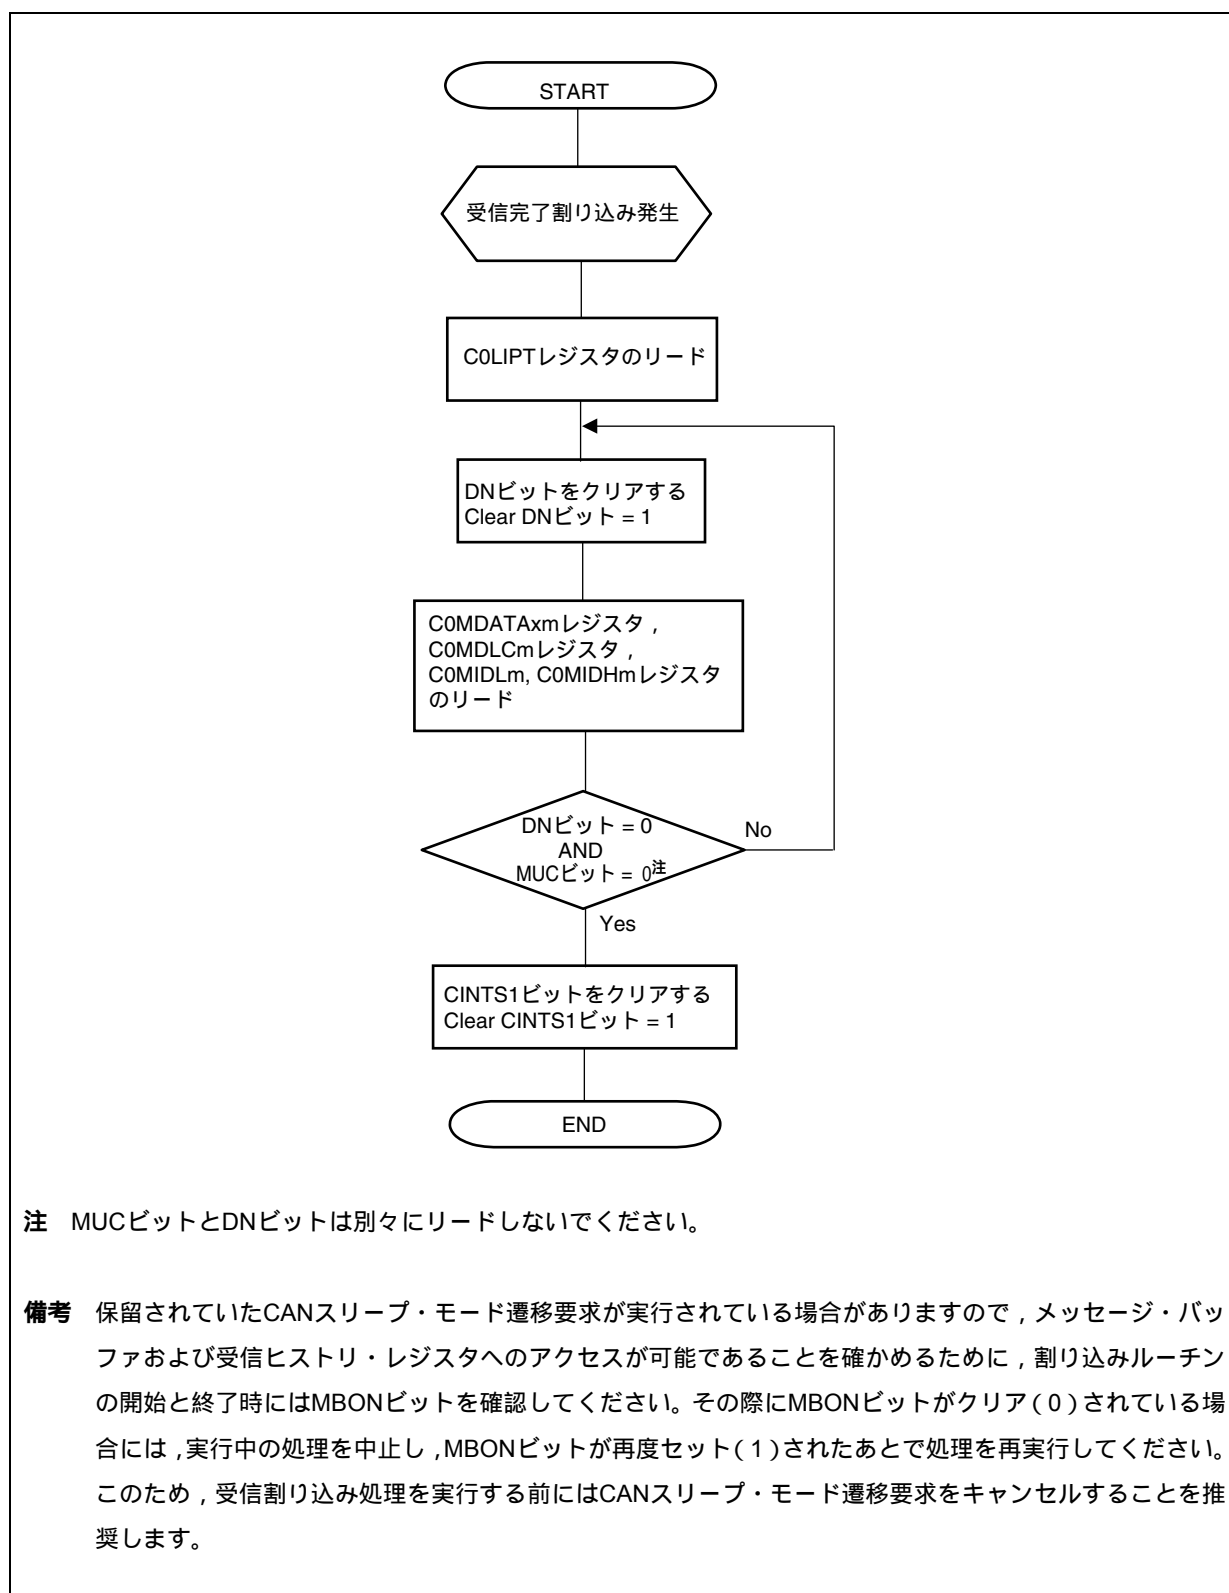 START
受信完了割り込み発生
C0LIPTレジスタのリード
DNビットをクリアする
Clear DNビット = 1
C0MDATAxmレジスタ，
C0MDLCmレジスタ，
C0MIDLm, C0MIDHmレジスタ
のリード
DNビット = 0
AND
MUCビット = 0注
No
Yes
CINTS1ビットをクリアする
Clear CINTS1ビット = 1
END
注　MUCビットとDNビットは別々にリードしないでください。
備考　保留されていたCANスリープ・モード遷移要求が実行されている場合がありますので，メッセージ・バッ
ファおよび受信ヒストリ・レジスタへのアクセスが可能であることを確かめるために，割り込みルーチン
の開始と終了時にはMBONビットを確認してください。その際にMBONビットがクリア（0）されている場
合には，実行中の処理を中止し，MBONビットが再度セット（1）されたあとで処理を再実行してください。
このため，受信割り込み処理を実行する前にはCANスリープ・モード遷移要求をキャンセルすることを推
奨します。